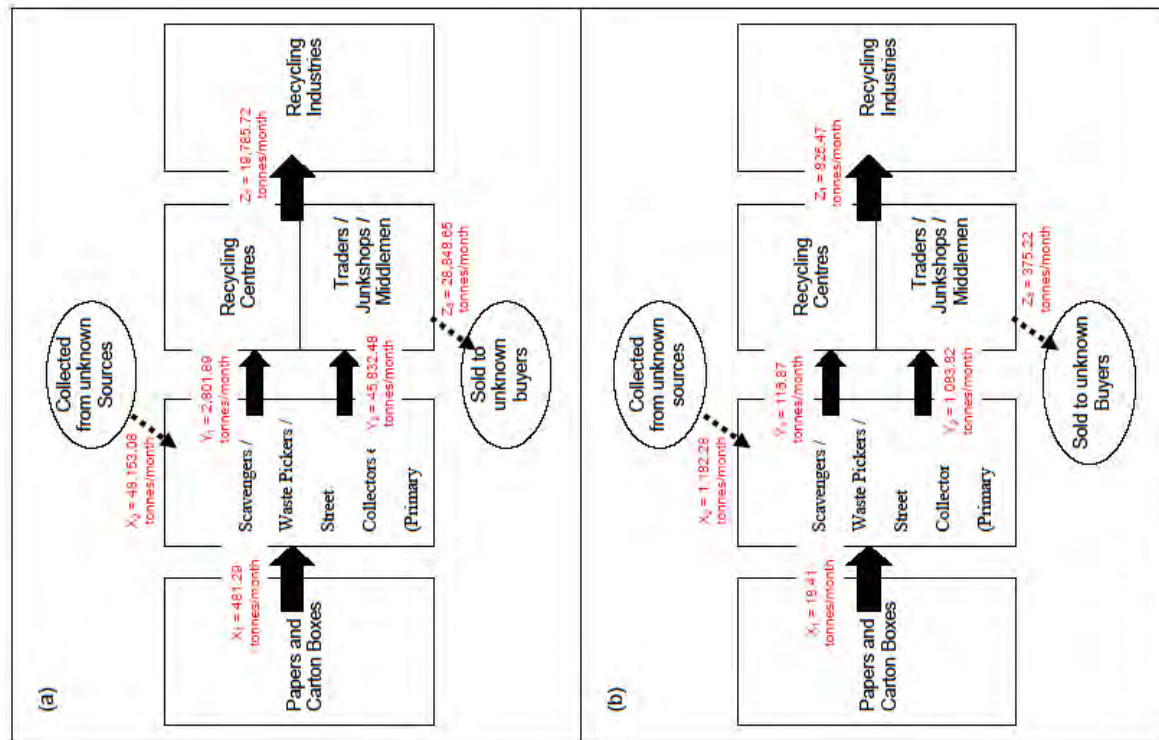 (a)
Papers and
Carton Boxes
X₁ = 481.29
tonnes/month
X₂ = 48,153.08
tonnes/month
Collected
from unknown
Sources
Scavengers /
Waste Pickers /
Street
Collectors
(Primary
Y₁ = 2,801.89
tonnes/month
Y₂ = 45,832.48
tonnes/month
Recycling
Centres
Traders /
Junkshops /
Middlemen
Z₁ = 19,785.72
tonnes/month
Z₃ = 28,848.65
tonnes/month
Sold to
unknown
buyers
Recycling
Industries
(b)
Papers and
Carton Boxes
X₁ = 18.41
tonnes/month
X₂ = 1,182.28
tonnes/month
Collected
from unknown
sources
Scavengers /
Waste Pickers /
Street
Collector
(Primary
Y₁ = 116.87
tonnes/month
Y₂ = 1,083.82
tonnes/month
Recycling
Centres
Traders /
Junkshops /
Middlemen
Z₁ = 825.47
tonnes/month
Z₃ = 375.22
tonnes/month
Sold to unknown
Buyers
Recycling
Industries